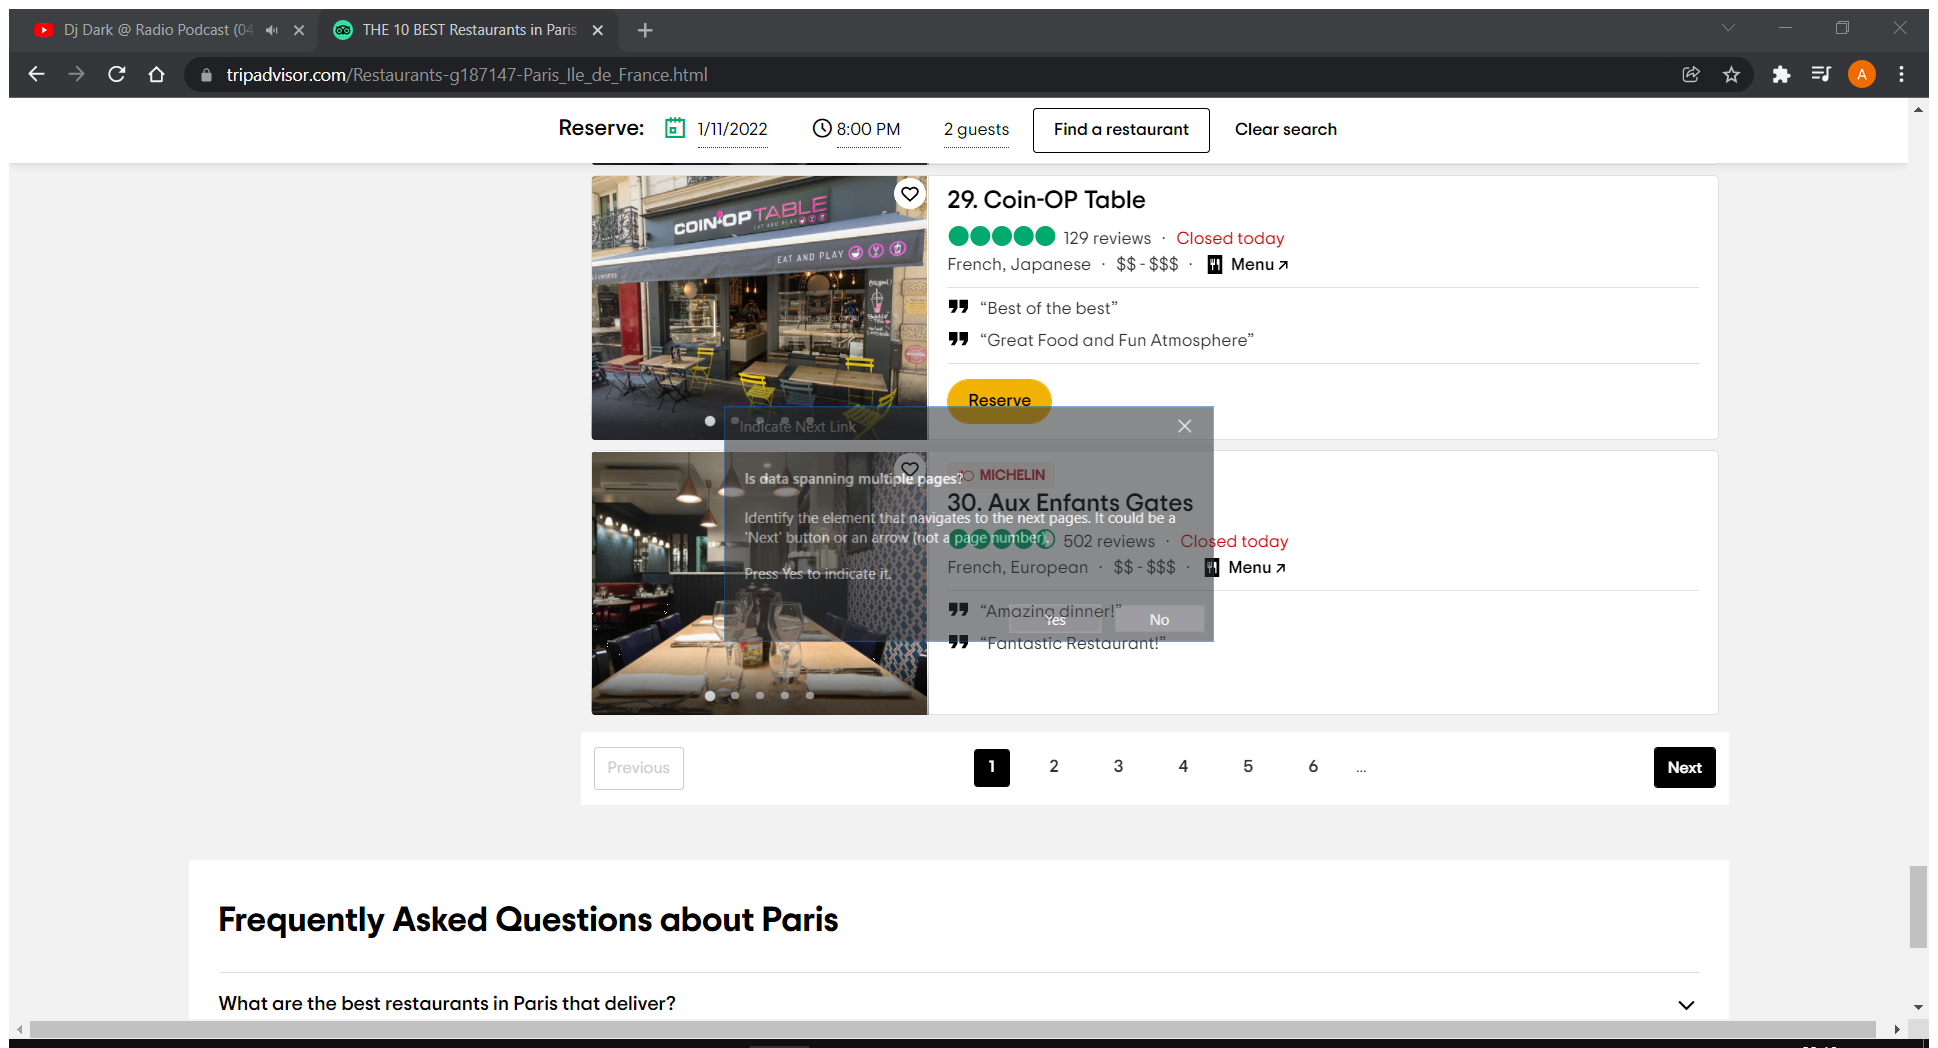 Dj Dark @ Radio Podcast (04
THE 10 BEST Restaurants in Paris
tripadvisor.com/Restaurants-g187147-Paris_Ile_de_France.html
A
Reserve: 1/11/2022 8:00 PM 2 guests Find a restaurant Clear search
COIN-OP TABLE
EAT AND PLAY
EAT AND PLAY
29. Coin-OP Table
129 reviews · Closed today
French, Japanese · $$ - $$$ · Menu
“Best of the best”
“Great Food and Fun Atmosphere”
Reserve
Indicate Next Link
Is data spanning multiple pages?
Identify the element that navigates to the next pages. It could be a
'Next' button or an arrow (not a page number).
Press Yes to indicate it.
Yes No
MICHELIN
30. Aux Enfants Gates
502 reviews · Closed today
French, European · $$ - $$$ · Menu
“Amazing dinner!”
“Fantastic Restaurant!”
Previous 1 2 3 4 5 6 ... Next
Frequently Asked Questions about Paris
What are the best restaurants in Paris that deliver?